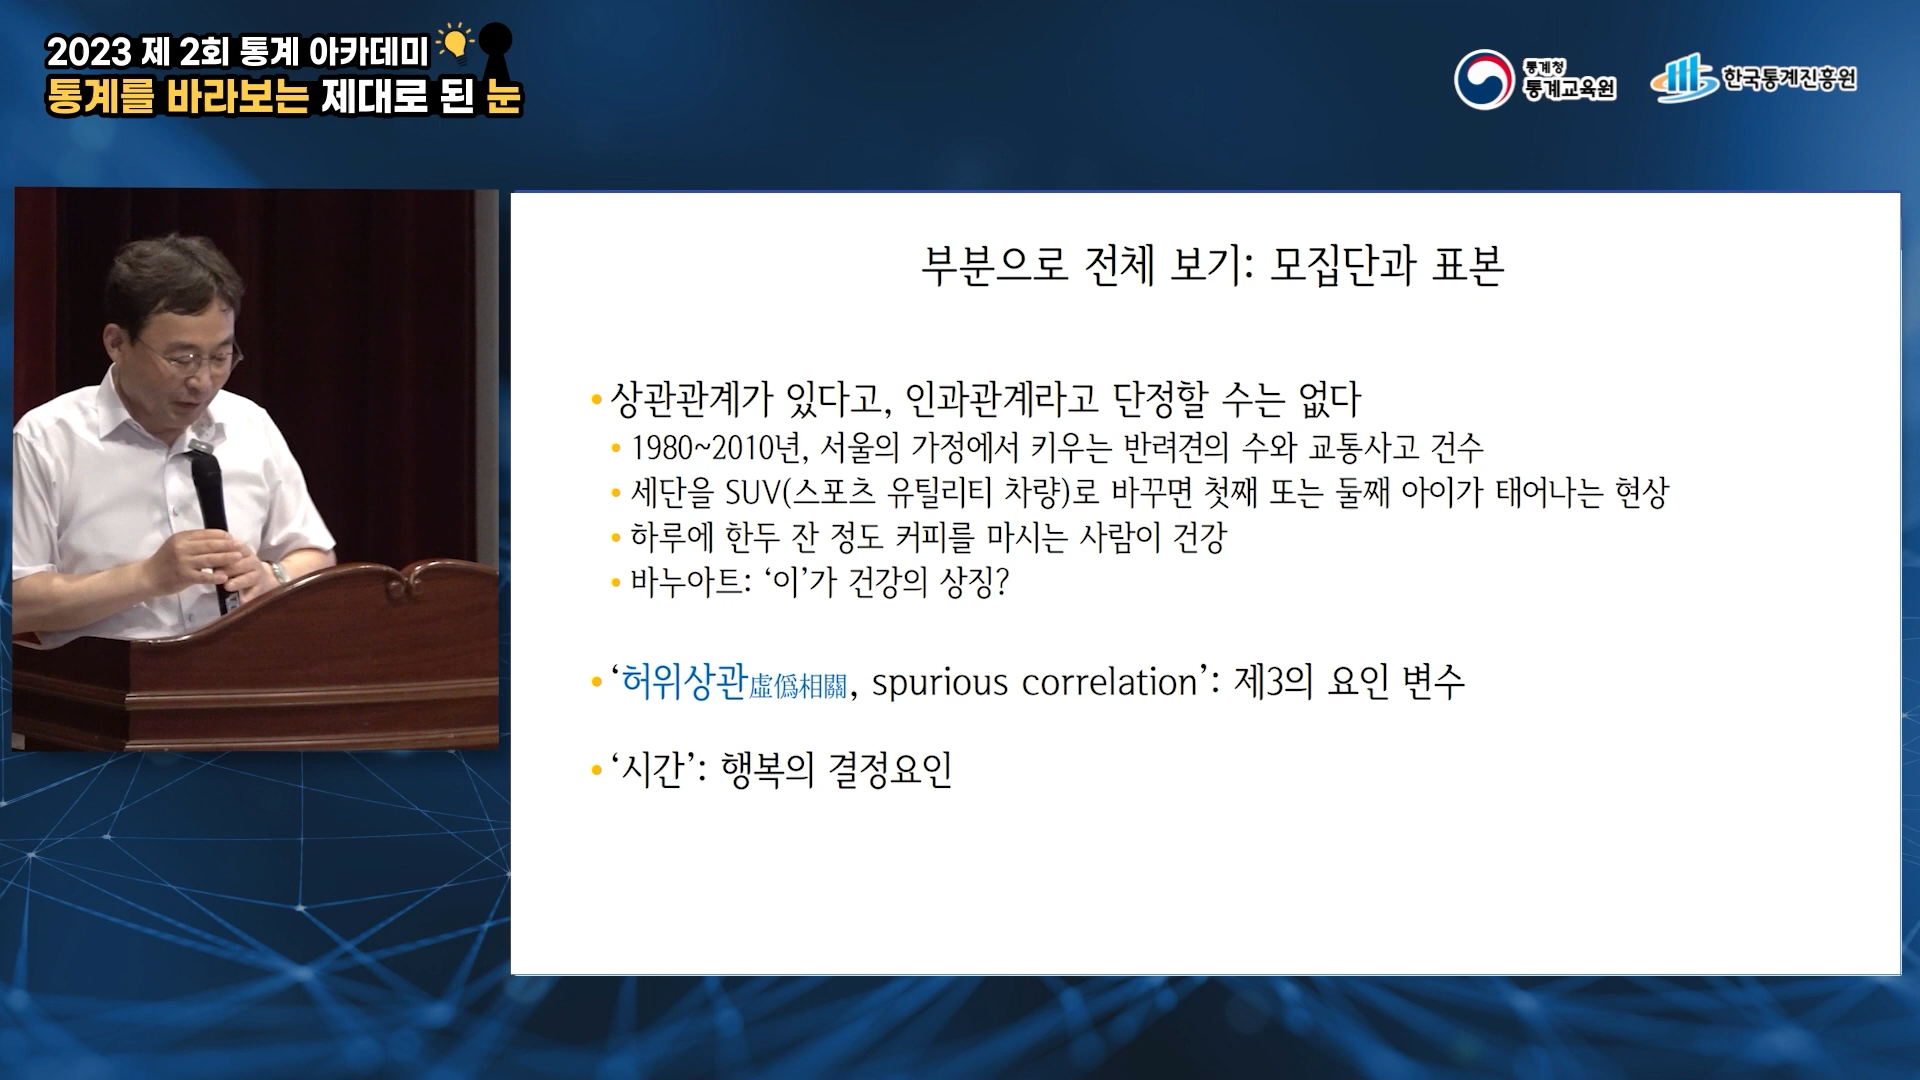 2023 제 2회 통계 아카데미
통계를 바라보는 제대로 된 눈
통계청
통계교육원
한국통계진흥원
부분으로 전체 보기: 모집단과 표본
• 상관관계가 있다고, 인과관계라고 단정할 수는 없다
• 1980~2010년, 서울의 가정에서 키우는 반려견의 수와 교통사고 건수
• 세단을 SUV(스포츠 유틸리티 차량)로 바꾸면 첫째 또는 둘째 아이가 태어나는 현상
• 하루에 한두 잔 정도 커피를 마시는 사람이 건강
• 바누아트: ‘이’가 건강의 상징?
• ‘허위상관虛僞相關, spurious correlation’: 제3의 요인 변수
• ‘시간’: 행복의 결정요인